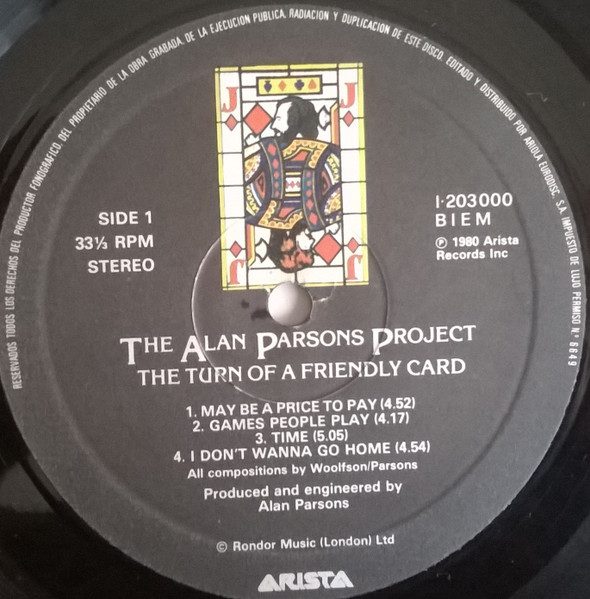 RESERVADOS TODOS LOS DERECHOS DEL PRODUCTOR FONOGRAFICO, DEL PROPIETARIO DE LA OBRA GRABADA, DE LA EJECUCION PUBLICA, RADIACION Y DUPLICACION DE ESTE DISCO. EDITADO Y DISTRIBUIDO POR ARIOLA EURODISC, S.A. IMPUESTO DE LUJO PERMISO N.º 6649
J J
SIDE 1
33⅓ RPM
STEREO
I-203000
BIEM
℗ 1980 Arista
Records Inc
J J
THE ALAN PARSONS PROJECT
THE TURN OF A FRIENDLY CARD
1. MAY BE A PRICE TO PAY (4.52)
2. GAMES PEOPLE PLAY (4.17)
3. TIME (5.05)
4. I DON'T WANNA GO HOME (4.54)
All compositions by Woolfson/Parsons
Produced and engineered by
Alan Parsons
© Rondor Music (London) Ltd
ARISTA